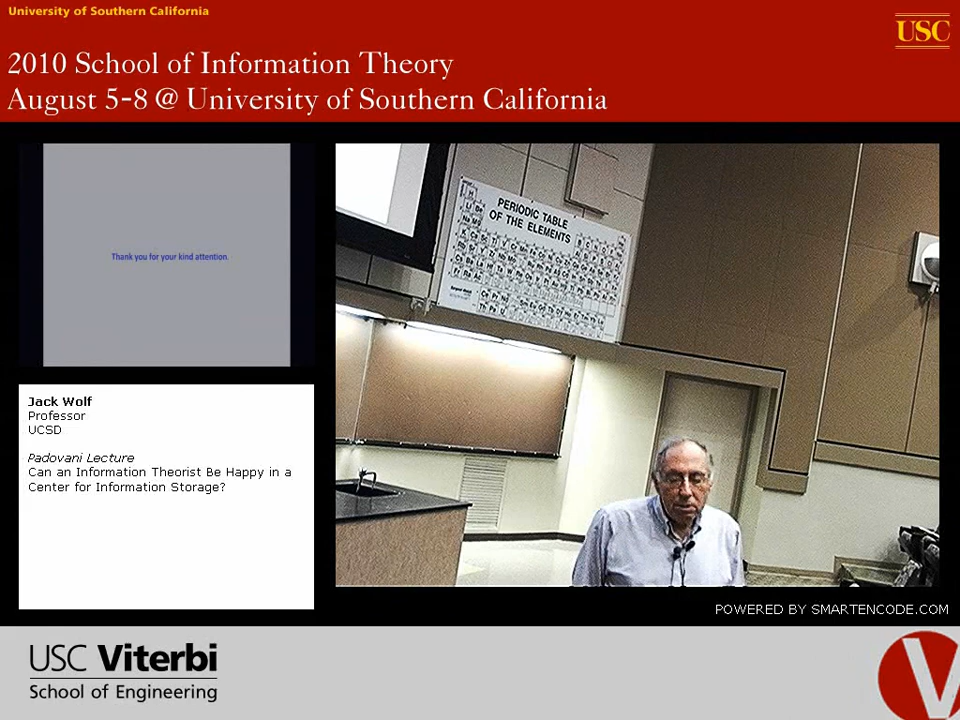 University of Southern California
USC
2010 School of Information Theory
August 5-8 @ University of Southern California
Thank you for your kind attention.
PERIODIC TABLE
OF THE ELEMENTS
Jack Wolf
Professor
UCSD
Padovani Lecture
Can an Information Theorist Be Happy in a
Center for Information Storage?
POWERED BY SMARTENCODE.COM
USC Viterbi
School of Engineering
V